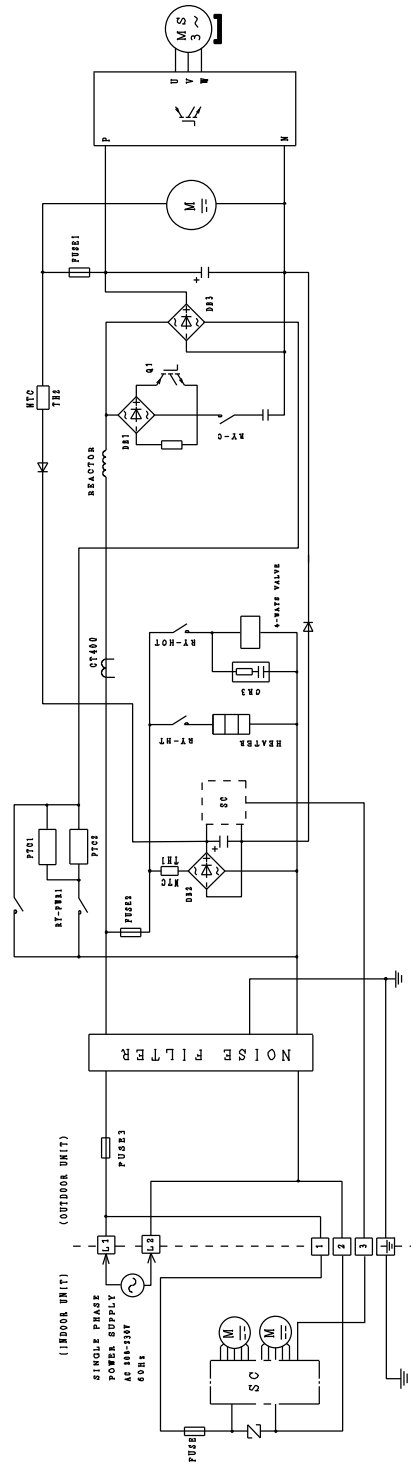 (INDOOR UNIT)
(OUTDOOR UNIT)
SINGLE PHASE
POWER SUPPLY
AC 208-230V
60Hz
L1
L2
1
2
3
FUSE
SC
M
M
FUSE3
NOISE FILTER
RY-PWR1
PTC1
PTC2
FUSE2
NTC
TH1
DB2
+
SC
RY-HT
HEATER
RY-HOT
CR3
4-WAYS VALVE
CT400
REACTOR
NTC
TH2
DB1
Q1
RY-C
DB3
FUSE1
+
M
P
N
U
V
W
MS
3~